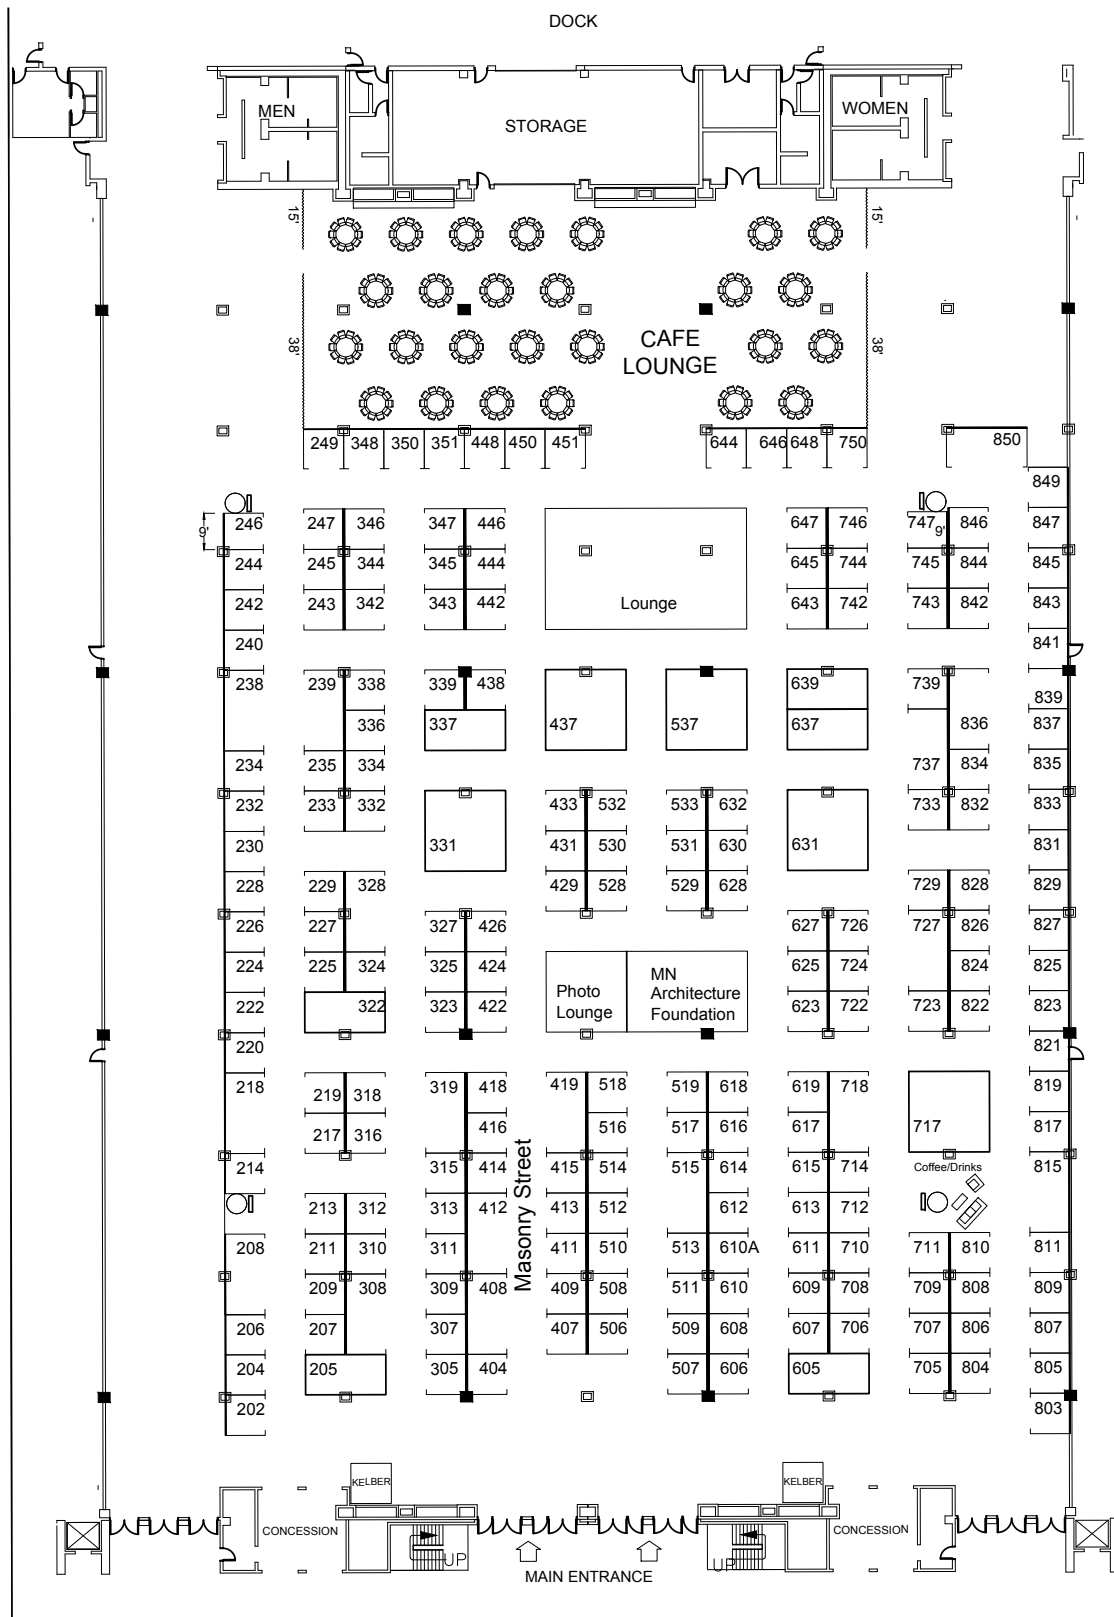 DOCK
MEN
STORAGE
WOMEN
15'
15'
38'
CAFE
LOUNGE
38'
249 348 350 351 448 450 451 644 646 648 750 850
849
246 247 346 347 446 647 746 747 846 847
9' 9'
244 245 344 345 444 645 744 745 844 845
242 243 342 343 442 Lounge 643 742 743 842 843
240 841
238 239 338 339 438 639 739 839
336 337 437 537 637 836 837
234 235 334 737 834 835
232 233 332 433 532 533 632 733 832 833
230 331 431 530 531 630 631 831
228 229 328 429 528 529 628 729 828 829
226 227 327 426 627 726 727 826 827
224 225 324 325 424 625 724 824 825
Photo
Lounge
MN
Architecture
Foundation
222 322 323 422 623 722 723 822 823
220 821
218 219 318 319 418 419 518 519 618 619 718 819
217 316 416 516 517 616 617 717 817
214 315 414 415 514 515 614 615 714 815
Coffee/Drinks
Masonry Street
213 312 313 412 413 512 612 613 712
208 211 310 311 411 510 513 610A 611 710 711 810 811
209 308 309 408 409 508 511 610 609 708 709 808 809
206 207 307 407 506 509 608 607 706 707 806 807
204 205 305 404 507 606 605 705 804 805
202 803
KELBER
KELBER
CONCESSION
CONCESSION
UP
UP
MAIN ENTRANCE